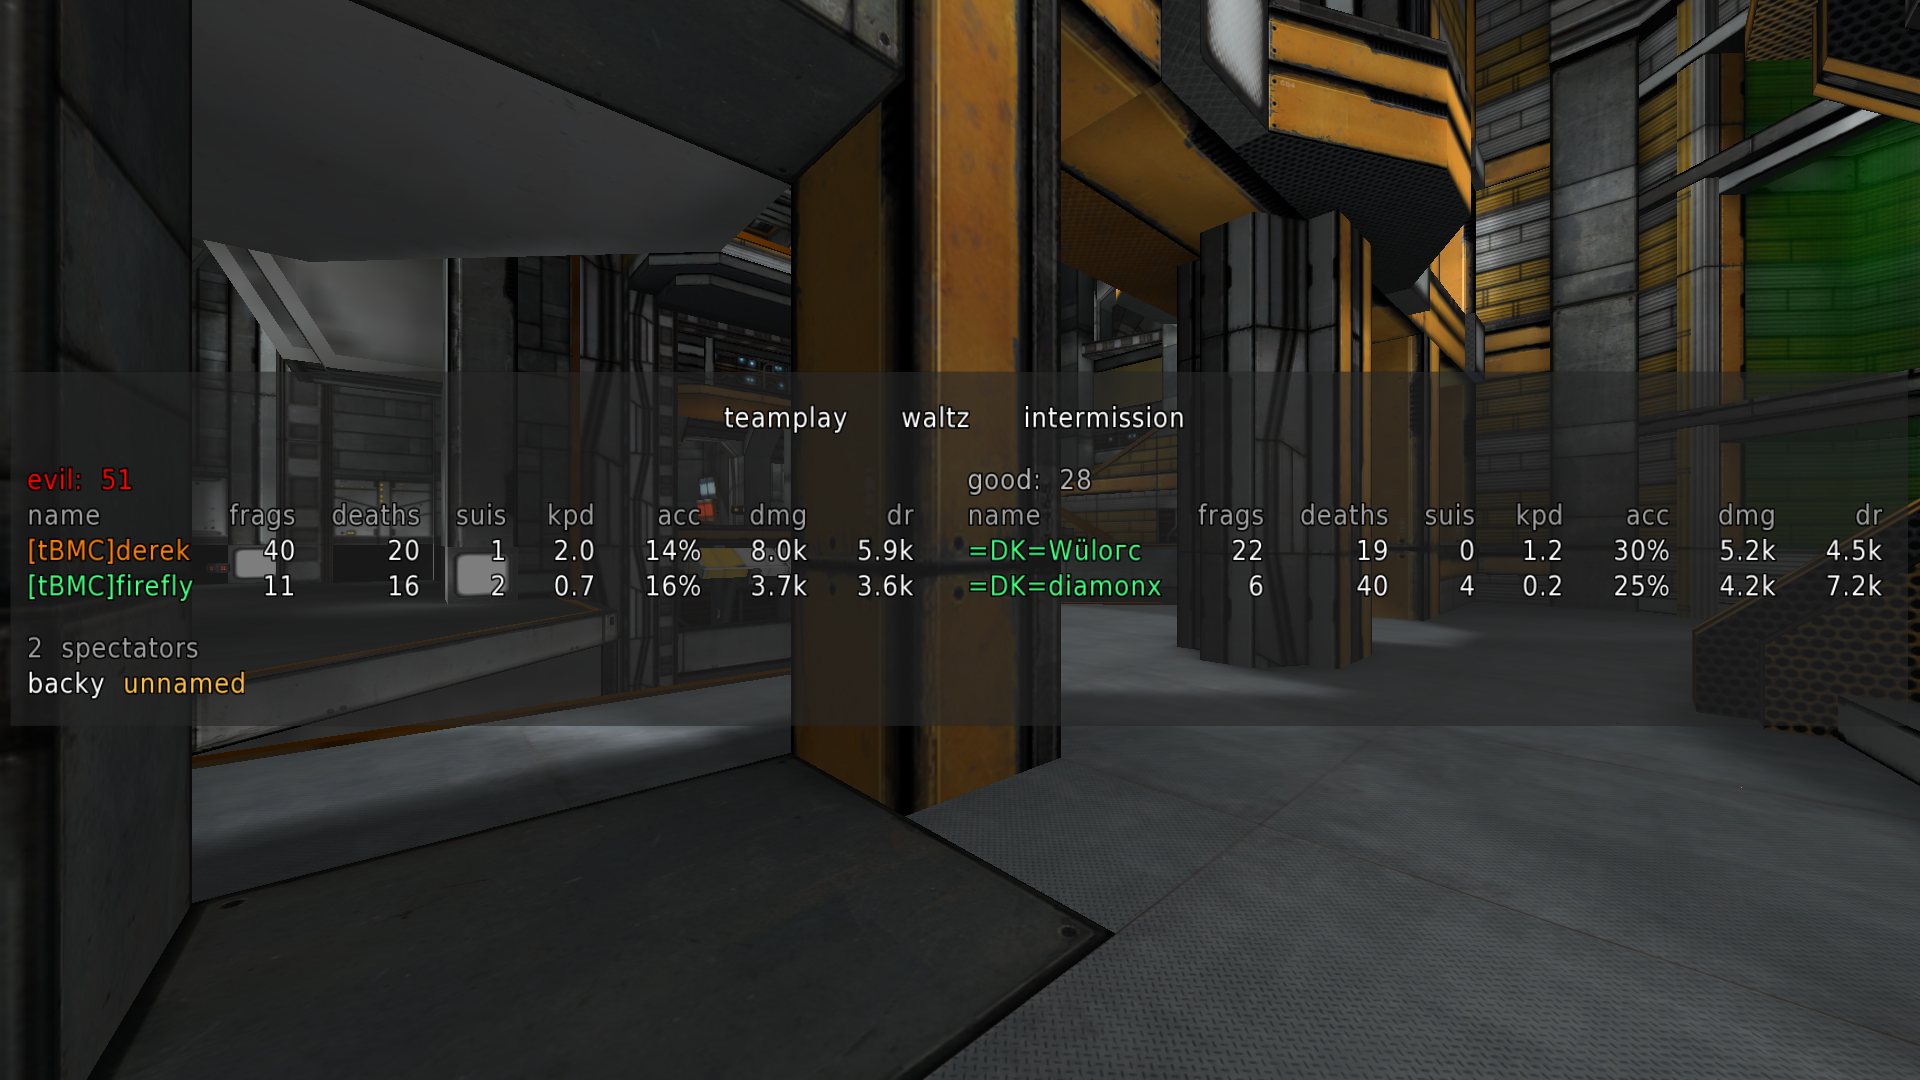 teamplay waltz intermission
evil: 51
name frags deaths suis kpd acc dmg dr
[tBMC]derek 40 20 1 2.0 14% 8.0k 5.9k
[tBMC]firefly 11 16 2 0.7 16% 3.7k 3.6k
good: 28
name frags deaths suis kpd acc dmg dr
=DK=Wülorc 22 19 0 1.2 30% 5.2k 4.5k
=DK=diamonx 6 40 4 0.2 25% 4.2k 7.2k
2 spectators
backy unnamed